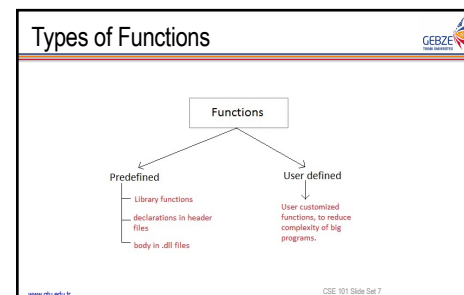 Types of Functions
GEBZE
Functions
Predefined
User defined
Library functions
declarations in header
files
body in .dll files
User customized
functions, to reduce
complexity of big
programs.
www.gtu.edu.tr
CSE 101 Slide Set 7